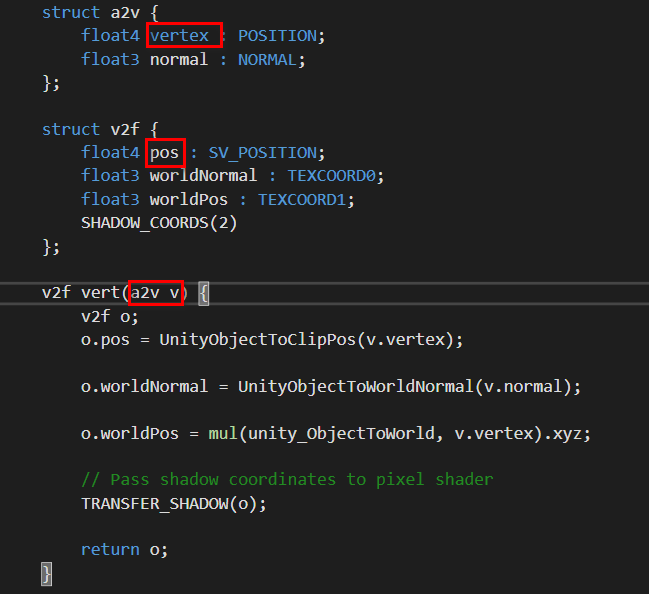 struct a2v {
float4 vertex : POSITION;
float3 normal : NORMAL;
};
struct v2f {
float4 pos : SV_POSITION;
float3 worldNormal : TEXCOORD0;
float3 worldPos : TEXCOORD1;
SHADOW_COORDS(2)
};
v2f vert(a2v v) {
v2f o;
o.pos = UnityObjectToClipPos(v.vertex);
o.worldNormal = UnityObjectToWorldNormal(v.normal);
o.worldPos = mul(unity_ObjectToWorld, v.vertex).xyz;
// Pass shadow coordinates to pixel shader
TRANSFER_SHADOW(o);
return o;
}